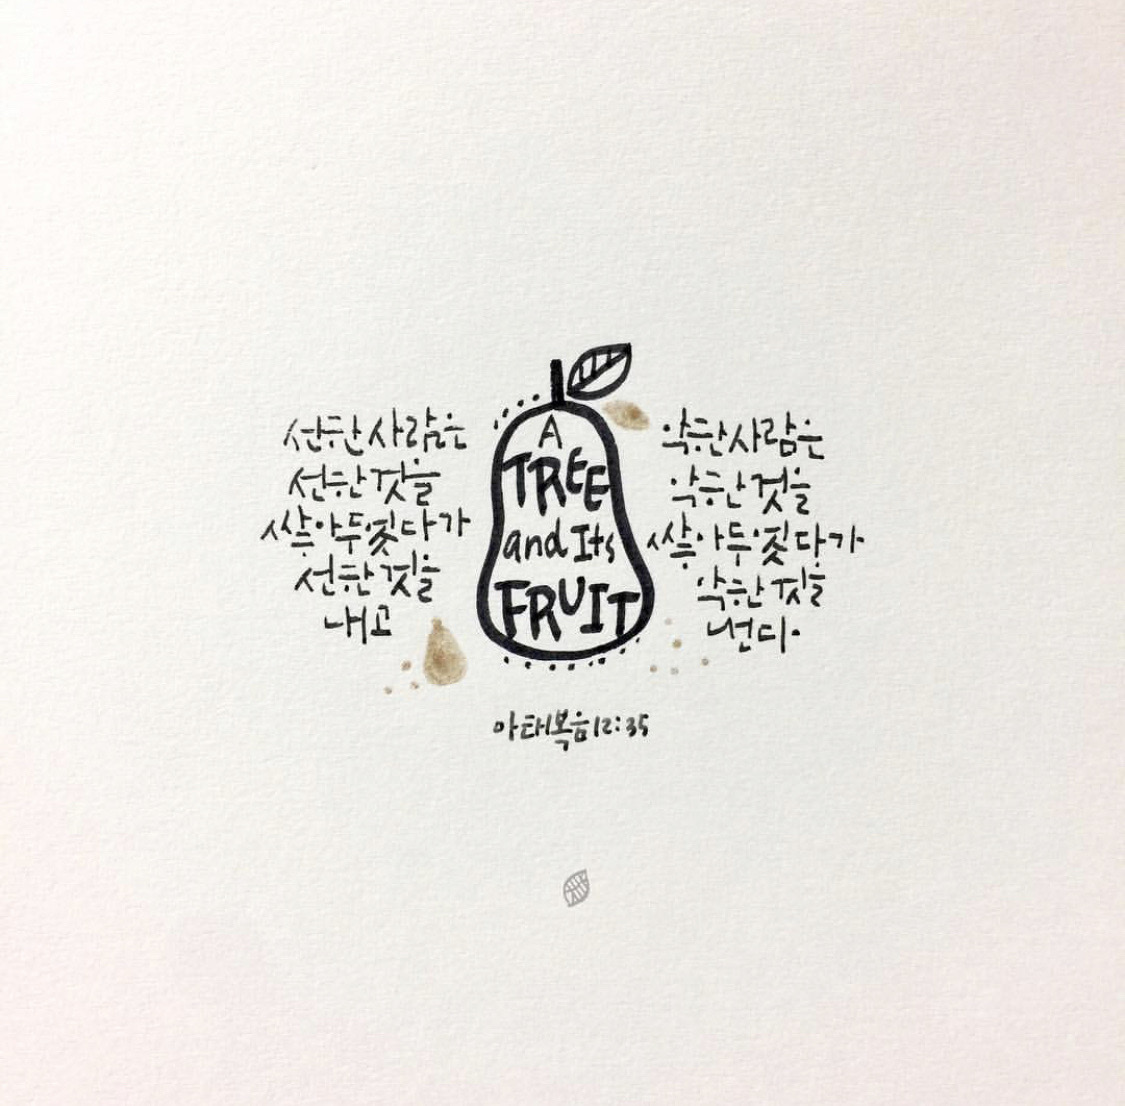 선한 사람은
선한 것을
쌓아두었다가
선한 것을
내고
A
TREE
and Its
FRUIT
악한 사람은
악한 것을
쌓아두었다가
악한 것을
낸다.
마태복음 12:35